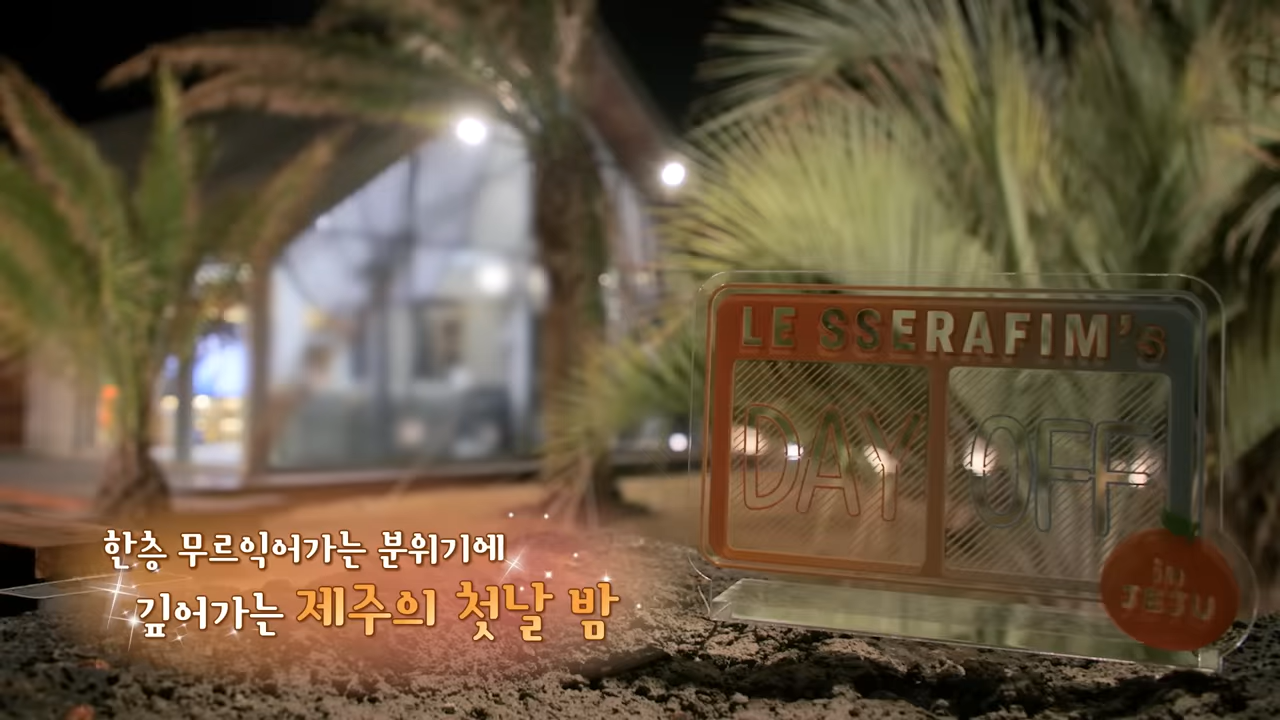 LE SSERAFIM's
DAY OFF
in
JEJU
한층 무르익어가는 분위기에
깊어가는 제주의 첫날 밤